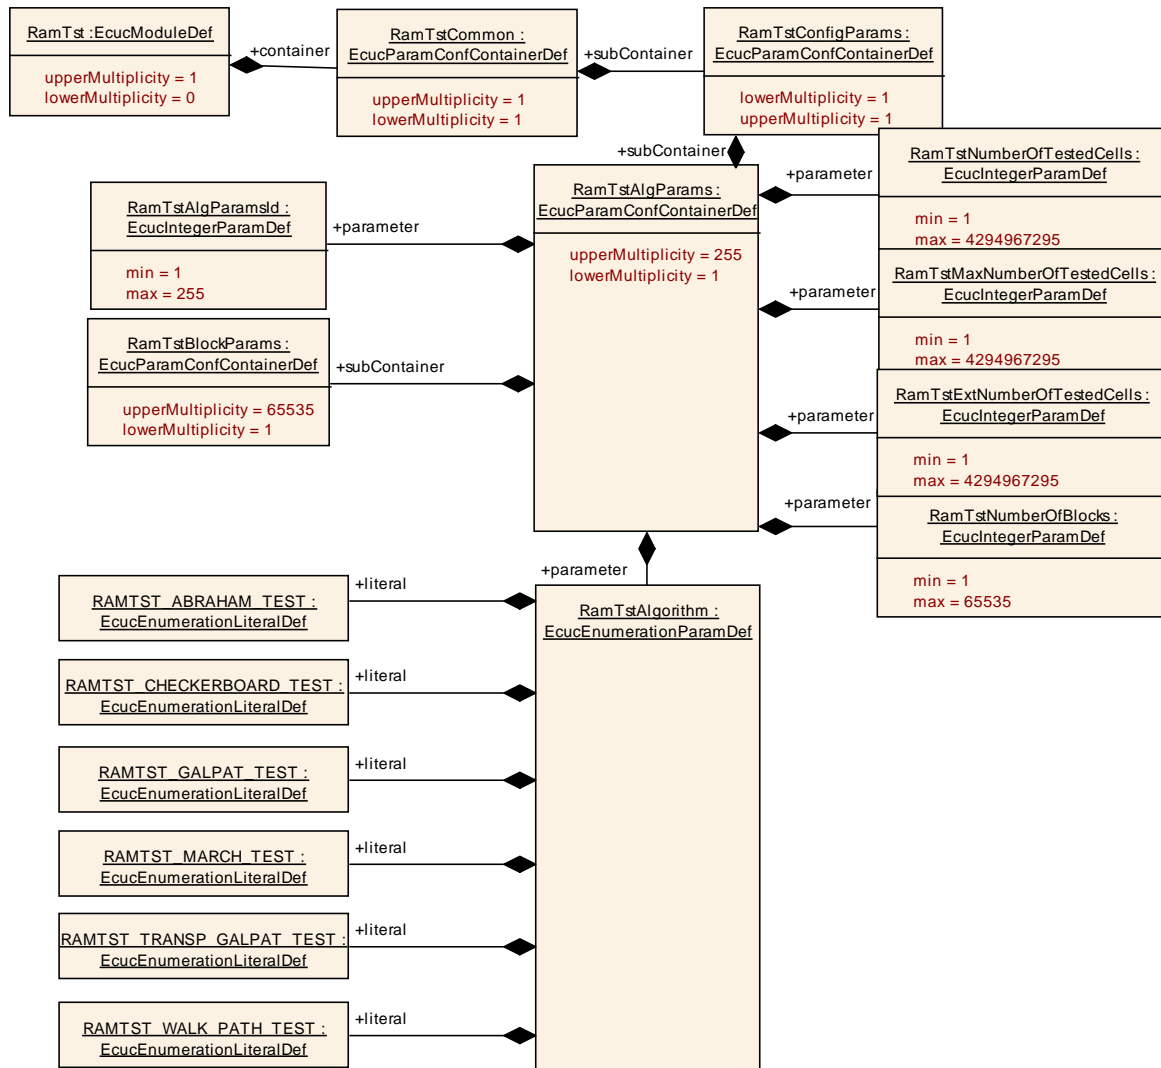 RamTst :EcucModuleDef
upperMultiplicity = 1
lowerMultiplicity = 0
+container
RamTstCommon :
EcucParamConfContainerDef
upperMultiplicity = 1
lowerMultiplicity = 1
+subContainer
RamTstConfigParams :
EcucParamConfContainerDef
lowerMultiplicity = 1
upperMultiplicity = 1
+subContainer
RamTstAlgParams :
EcucParamConfContainerDef
upperMultiplicity = 255
lowerMultiplicity = 1
+parameter
RamTstNumberOfTestedCells :
EcucIntegerParamDef
min = 1
max = 4294967295
RamTstAlgParamsId :
EcucIntegerParamDef
min = 1
max = 255
+parameter
+parameter
RamTstMaxNumberOfTestedCells :
EcucIntegerParamDef
min = 1
max = 4294967295
RamTstBlockParams :
EcucParamConfContainerDef
upperMultiplicity = 65535
lowerMultiplicity = 1
+subContainer
+parameter
RamTstExtNumberOfTestedCells :
EcucIntegerParamDef
min = 1
max = 4294967295
+parameter
RamTstNumberOfBlocks :
EcucIntegerParamDef
min = 1
max = 65535
+parameter
RamTstAlgorithm :
EcucEnumerationParamDef
+literal
RAMTST_ABRAHAM_TEST :
EcucEnumerationLiteralDef
+literal
RAMTST_CHECKERBOARD_TEST :
EcucEnumerationLiteralDef
+literal
RAMTST_GALPAT_TEST :
EcucEnumerationLiteralDef
+literal
RAMTST_MARCH_TEST :
EcucEnumerationLiteralDef
+literal
RAMTST_TRANSP_GALPAT_TEST :
EcucEnumerationLiteralDef
+literal
RAMTST_WALK_PATH_TEST :
EcucEnumerationLiteralDef